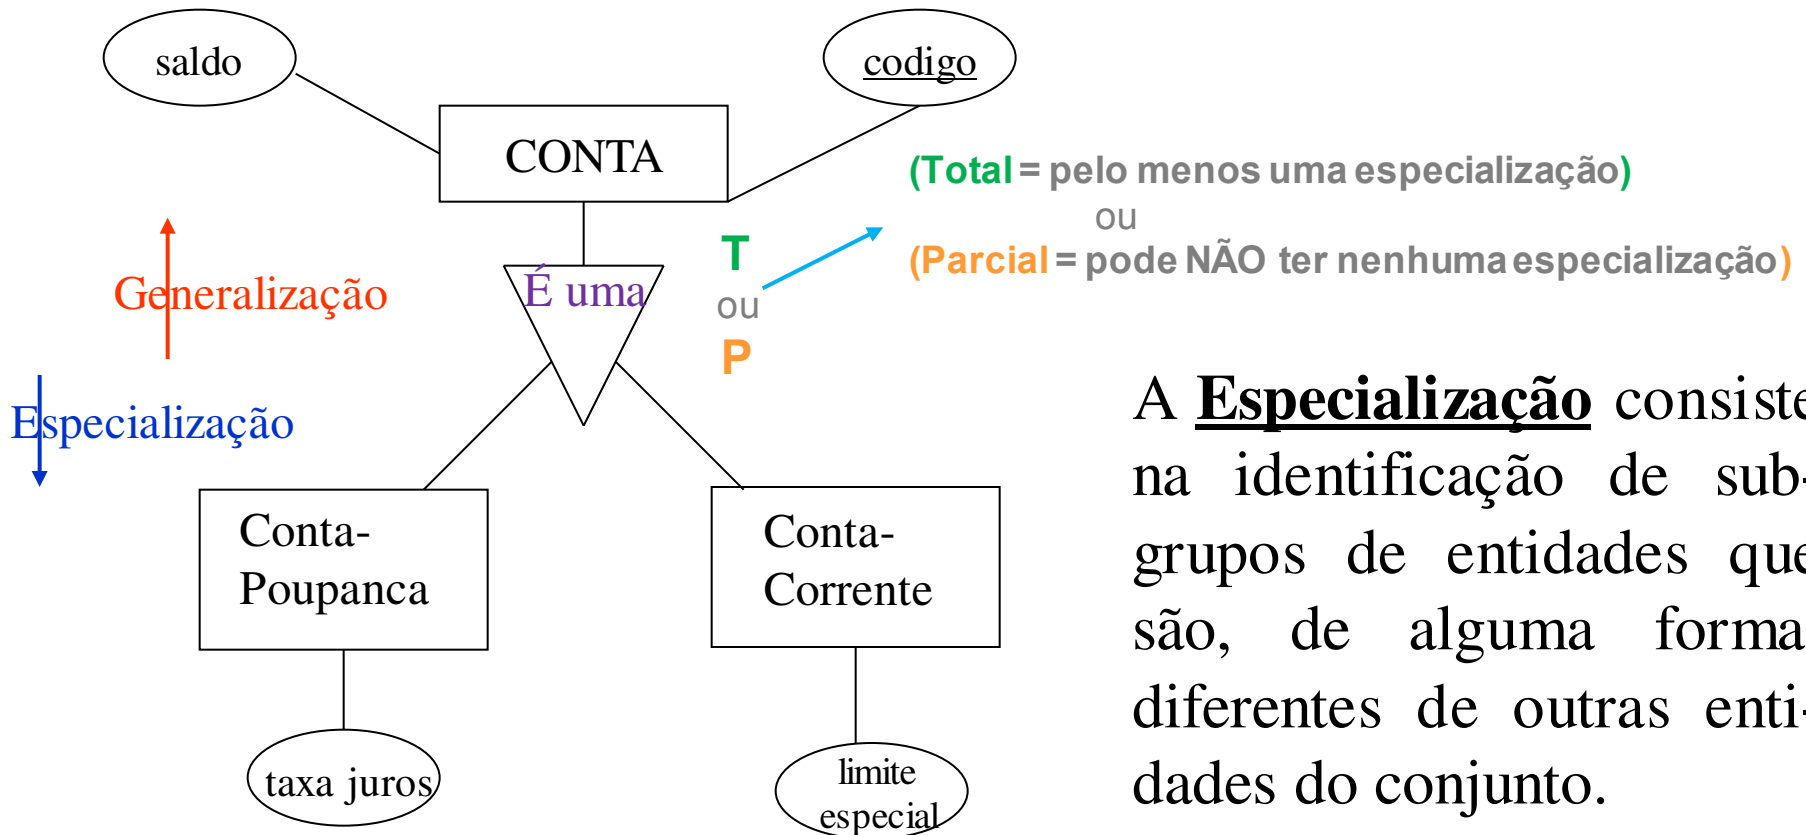 saldo
codigo
CONTA
(Total = pelo menos uma especialização)
ou
(Parcial = pode NÃO ter nenhuma especialização)
T
ou
P
É uma
Generalização
Especialização
Conta-
Poupanca
Conta-
Corrente
taxa juros
limite
especial
A Especialização consiste
na identificação de sub-
grupos de entidades que
são, de alguma forma
diferentes de outras enti-
dades do conjunto.